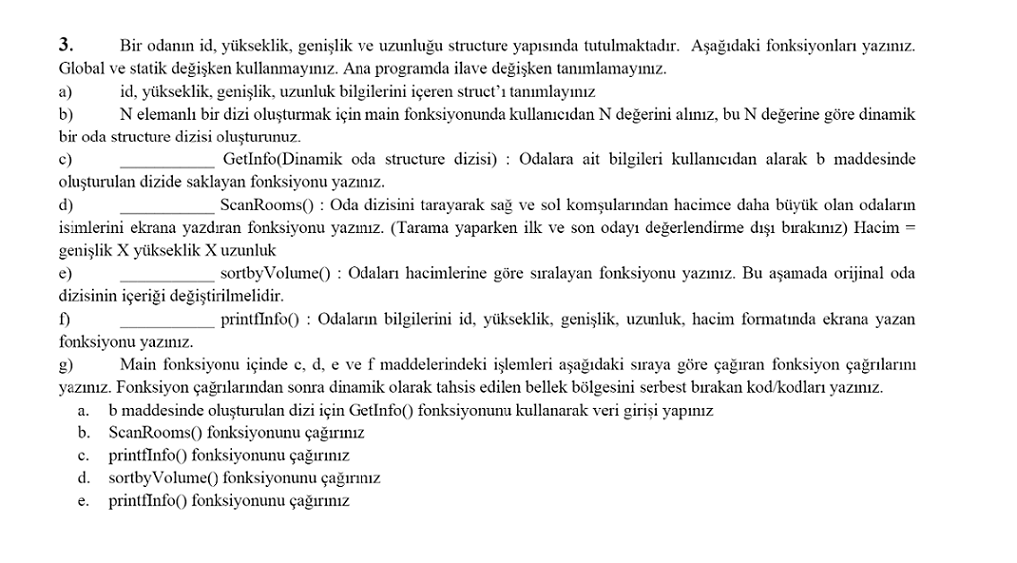 3. Bir odanın id, yükseklik, genişlik ve uzunluğu structure yapısında tutulmaktadır. Aşağıdaki fonksiyonları yazınız.
Global ve statik değişken kullanmayınız. Ana programda ilave değişken tanımlamayınız.
a) id, yükseklik, genişlik, uzunluk bilgilerini içeren struct'ı tanımlayınız
b) N elemanlı bir dizi oluşturmak için main fonksiyonunda kullanıcıdan N değerini alınız, bu N değerine göre dinamik
bir oda structure dizisi oluşturunuz.
c) ___________ GetInfo(Dinamik oda structure dizisi) : Odalara ait bilgileri kullanıcıdan alarak b maddesinde
oluşturulan dizide saklayan fonksiyonu yazınız.
d) ___________ ScanRooms() : Oda dizisini tarayarak sağ ve sol komşularından hacimce daha büyük olan odaların
isimlerini ekrana yazdıran fonksiyonu yazınız. (Tarama yaparken ilk ve son odayı değerlendirme dışı bırakınız) Hacim =
genişlik X yükseklik X uzunluk
e) ___________ sortbyVolume() : Odaları hacimlerine göre sıralayan fonksiyonu yazınız. Bu aşamada orijinal oda
dizisinin içeriği değiştirilmelidir.
f) ___________ printfInfo() : Odaların bilgilerini id, yükseklik, genişlik, uzunluk, hacim formatında ekrana yazan
fonksiyonu yazınız.
g) Main fonksiyonu içinde c, d, e ve f maddelerindeki işlemleri aşağıdaki sıraya göre çağıran fonksiyon çağrılarını
yazınız. Fonksiyon çağrılarından sonra dinamik olarak tahsis edilen bellek bölgesini serbest bırakan kod/kodları yazınız.
a. b maddesinde oluşturulan dizi için GetInfo() fonksiyonunu kullanarak veri girişi yapınız
b. ScanRooms() fonksiyonunu çağırınız
c. printfInfo() fonksiyonunu çağırınız
d. sortbyVolume() fonksiyonunu çağırınız
e. printfInfo() fonksiyonunu çağırınız